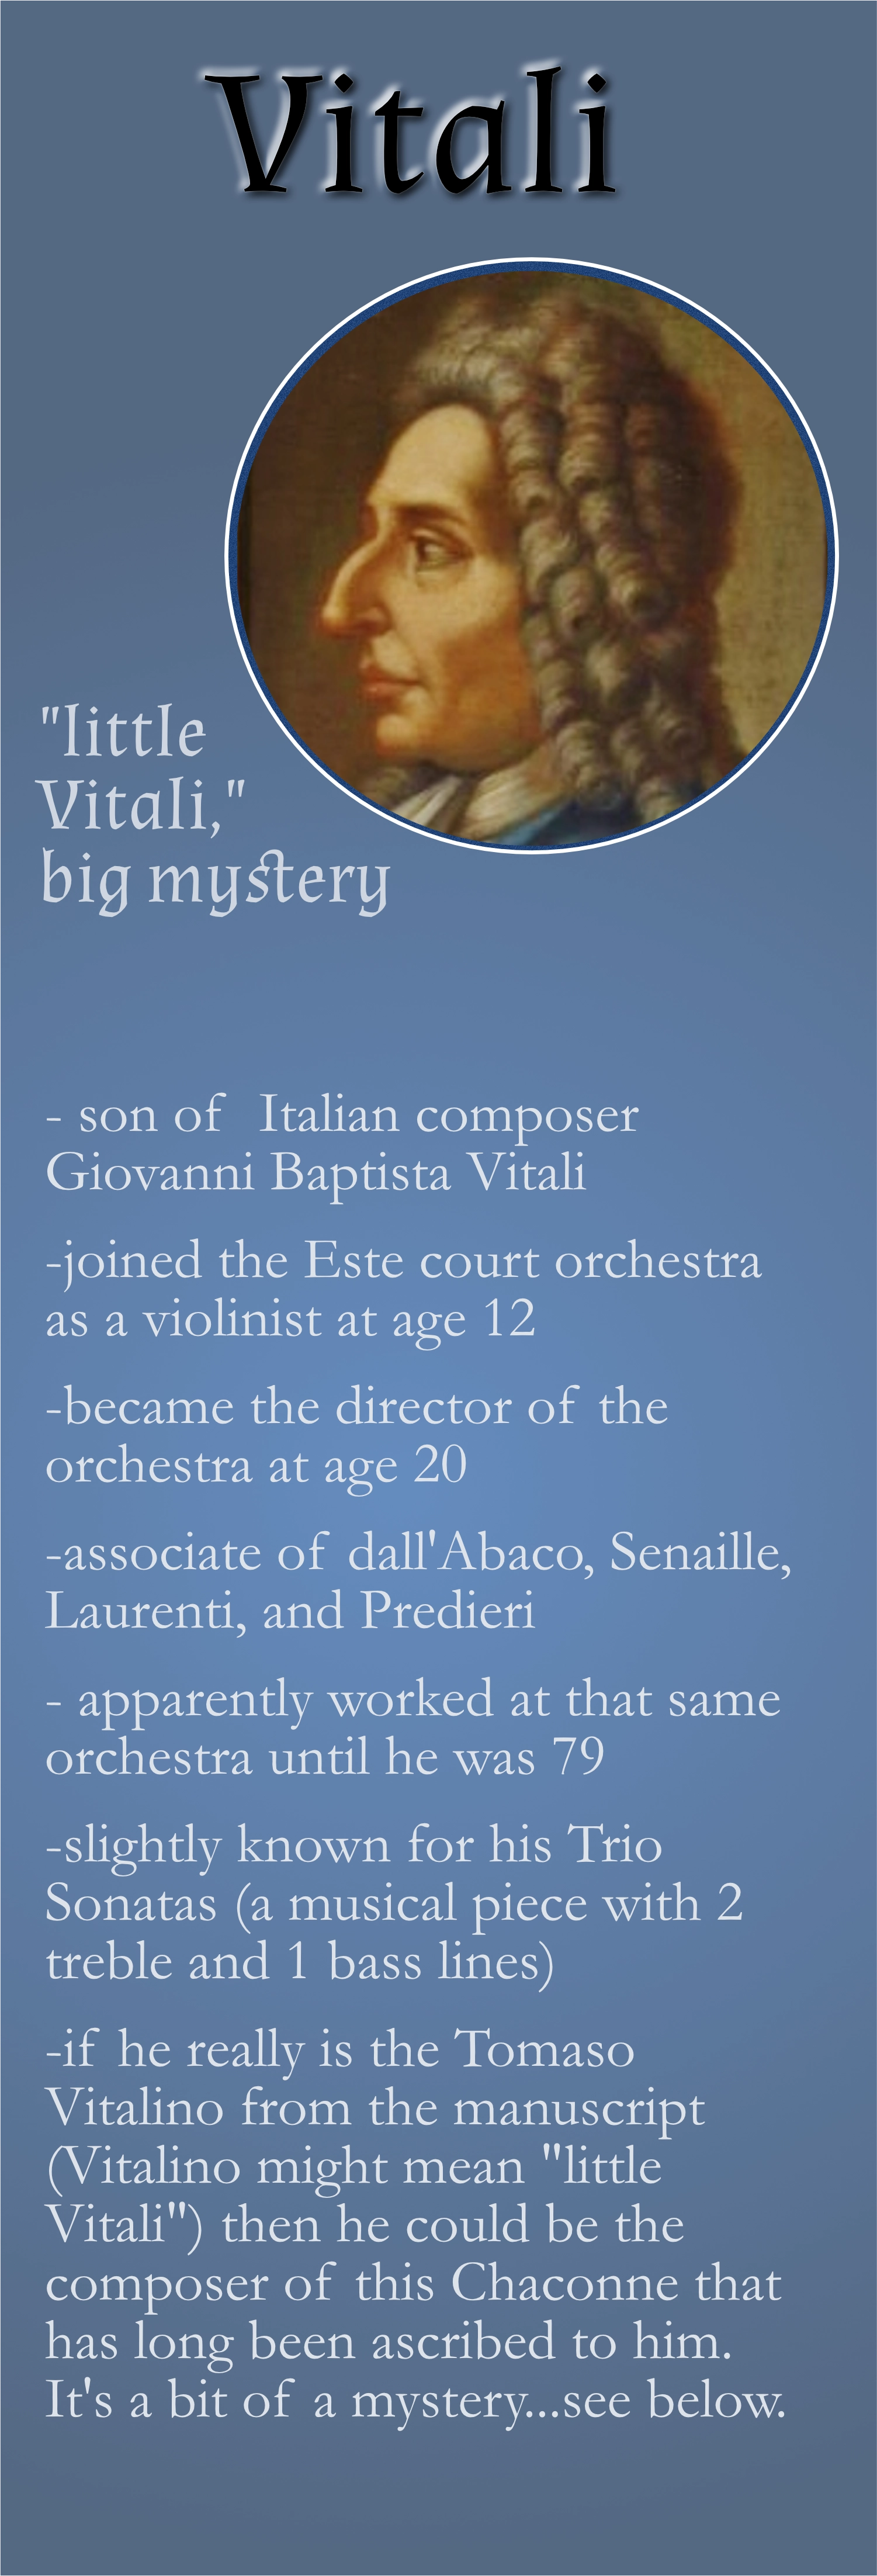 Vitali
"little
Vitali,"
big mystery
- son of Italian composer
Giovanni Baptista Vitali
-joined the Este court orchestra
as a violinist at age 12
-became the director of the
orchestra at age 20
-associate of dall'Abaco, Senaille,
Laurenti, and Predieri
- apparently worked at that same
orchestra until he was 79
-slightly known for his Trio
Sonatas (a musical piece with 2
treble and 1 bass lines)
-if he really is the Tomaso
Vitalino from the manuscript
(Vitalino might mean "little
Vitali") then he could be the
composer of this Chaconne that
has long been ascribed to him.
It's a bit of a mystery...see below.